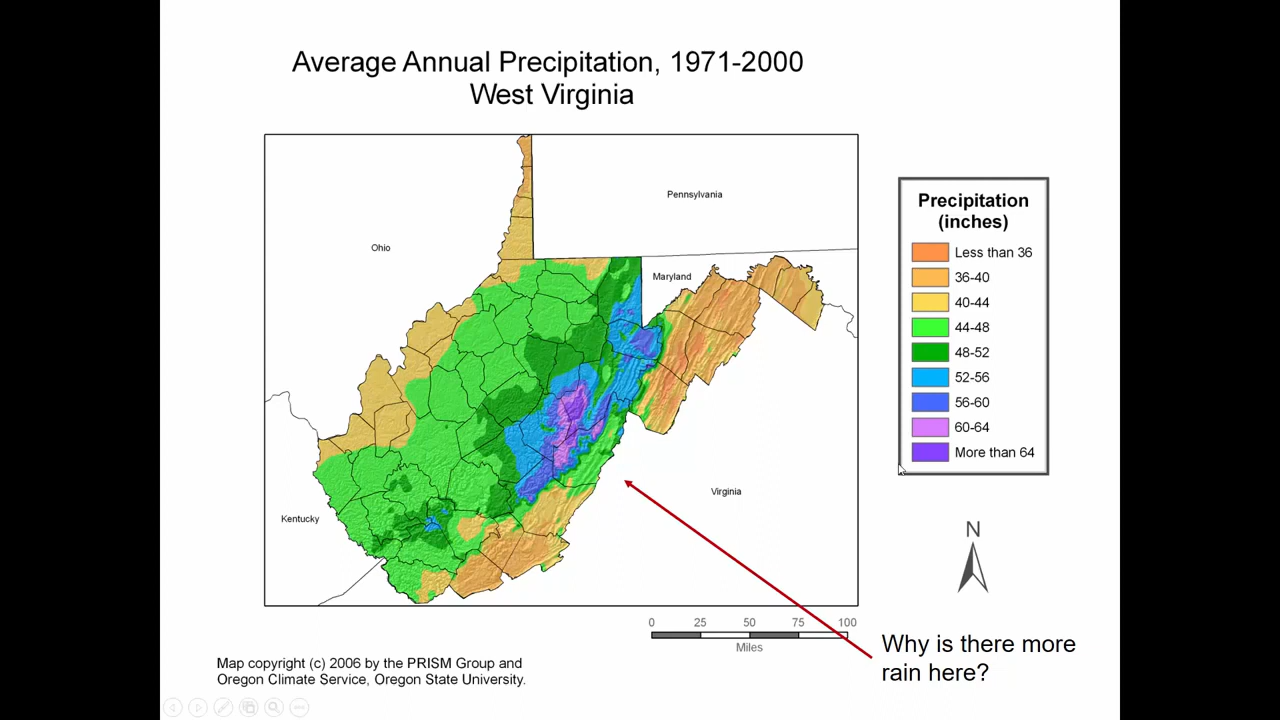 Average Annual Precipitation, 1971-2000
West Virginia
Pennsylvania
Ohio
Maryland
Virginia
Kentucky
Precipitation
(inches)
Less than 36
36-40
40-44
44-48
48-52
52-56
56-60
60-64
More than 64
N
0 25 50 75 100
Miles
Why is there more
rain here?
Map copyright (c) 2006 by the PRISM Group and
Oregon Climate Service, Oregon State University.